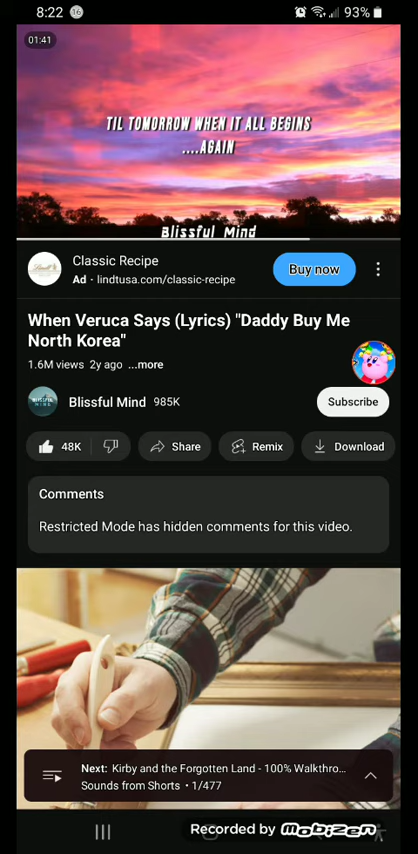 8:22 16 93%
01:41
TIL TOMORROW WHEN IT ALL BEGINS
....AGAIN
Blissful Mind
Classic Recipe
Ad · lindtusa.com/classic-recipe
Buy now
When Veruca Says (Lyrics) "Daddy Buy Me
North Korea"
1.6M views 2y ago ...more
Blissful Mind 985K
Subscribe
48K Share Remix Download
Comments
Restricted Mode has hidden comments for this video.
Next: Kirby and the Forgotten Land - 100% Walkthro...
Sounds from Shorts · 1/477
Recorded by MOBIZEN